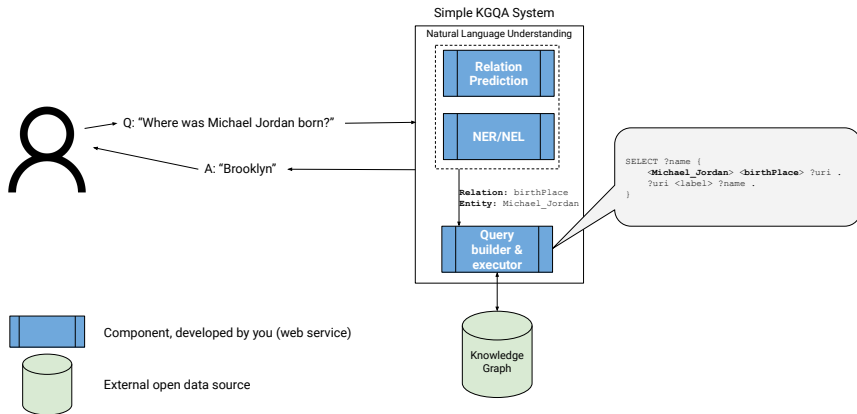 Simple KGQA System
Natural Language Understanding
Relation
Prediction
Q: “Where was Michael Jordan born?”
NER/NEL
A: “Brooklyn”
SELECT ?name {
<Michael_Jordan> <birthPlace> ?uri .
?uri <label> ?name .
}
Relation: birthPlace
Entity: Michael_Jordan
Query
builder &
executor
Component, developed by you (web service)
Knowledge
Graph
External open data source